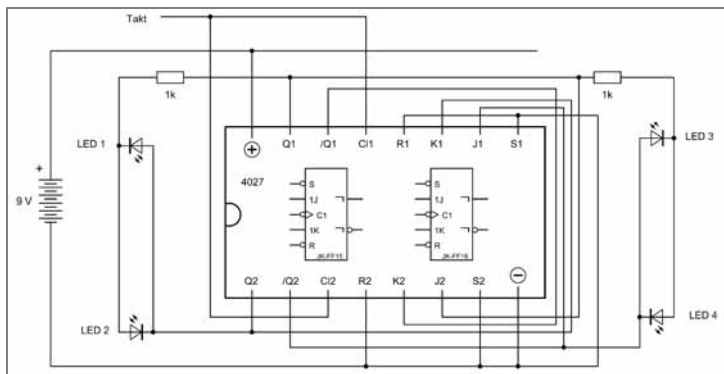 Takt
1k
1k
LED 1
Q1
/Q1
Cl1
R1
K1
J1
S1
LED 3
+
9 V
4027
S
1J
C1
1K
R
JK-FF15
S
1J
C1
1K
R
JK-FF16
Q2
/Q2
Cl2
R2
K2
J2
S2
LED 2
LED 4